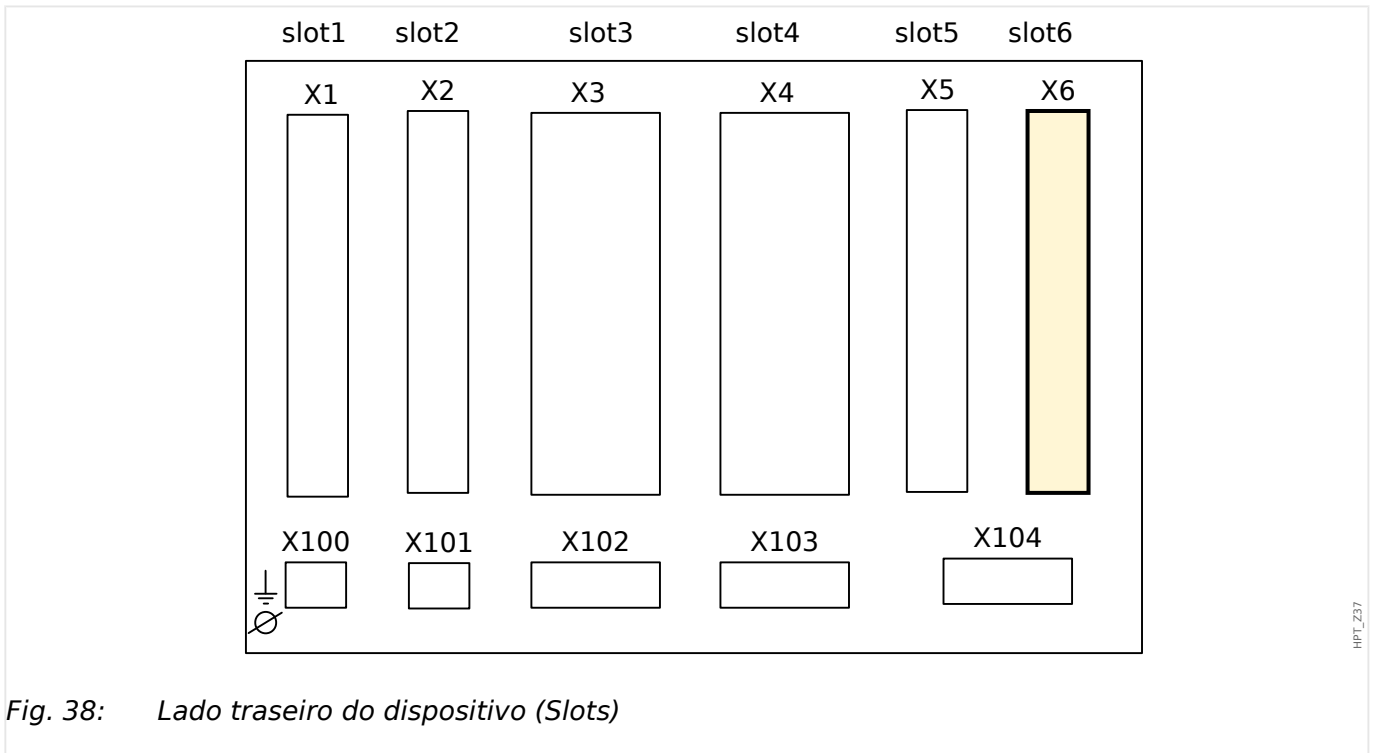 slot1 slot2 slot3 slot4 slot5 slot6
X1 X2 X3 X4 X5 X6
X100 X101 X102 X103 X104
HPT_Z37
Fig. 38: Lado traseiro do dispositivo (Slots)